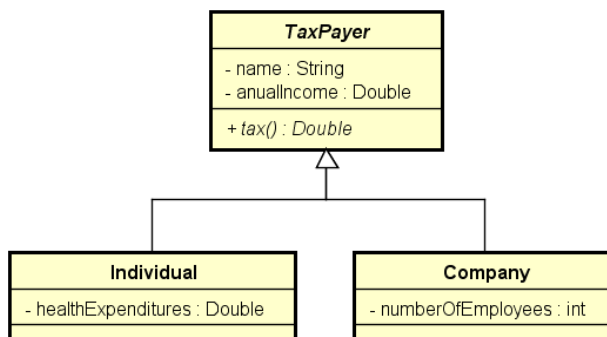 TaxPayer
- name : String
- anualIncome : Double
+ tax() : Double
Individual
- healthExpenditures : Double
Company
- numberOfEmployees : int